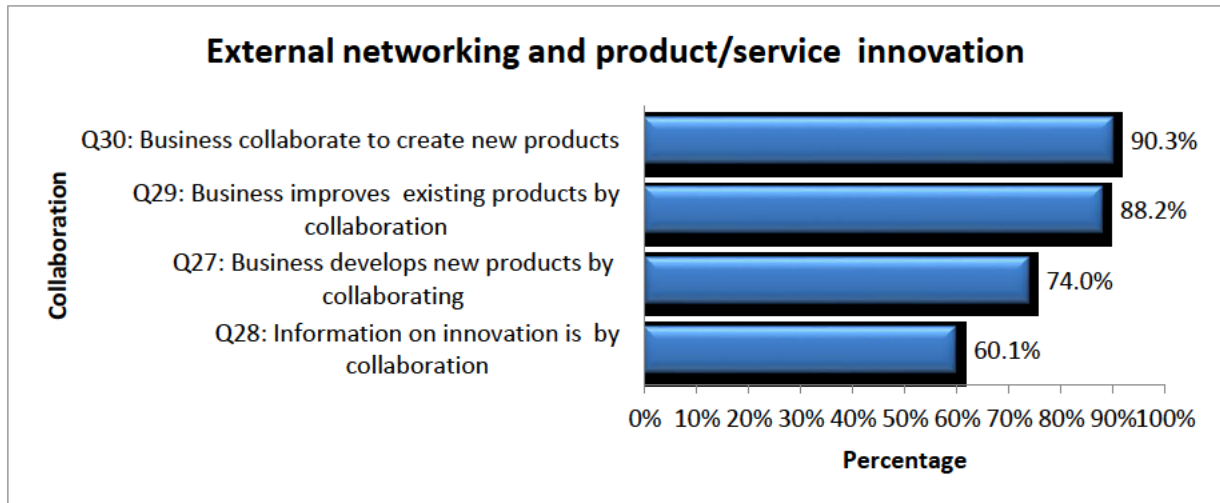 External networking and product/service innovation
Collaboration
Q30: Business collaborate to create new products
90.3%
Q29: Business improves existing products by
collaboration
88.2%
Q27: Business develops new products by
collaborating
74.0%
Q28: Information on innovation is by
collaboration
60.1%
0% 10% 20% 30% 40% 50% 60% 70% 80% 90% 100%
Percentage